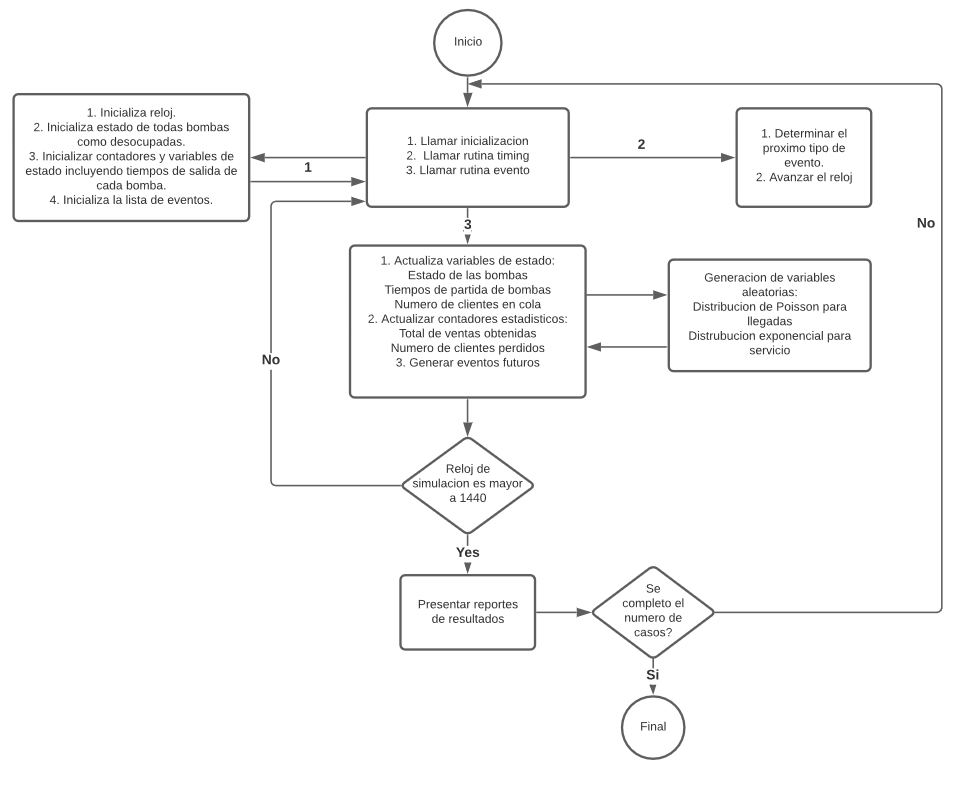 Inicio
1. Inicializa reloj.
2. Inicializa estado de todas bombas
como desocupadas.
3. Inicializar contadores y variables de
estado incluyendo tiempos de salida de
cada bomba.
4. Inicializa la lista de eventos.
1
1. Llamar inicializacion
2. Llamar rutina timing
3. Llamar rutina evento
2
1. Determinar el
proximo tipo de
evento.
2. Avanzar el reloj
No
3
1. Actualiza variables de estado:
Estado de las bombas
Tiempos de partida de bombas
Numero de clientes en cola
2. Actualizar contadores estadisticos:
Total de ventas obtenidas
Numero de clientes perdidos
3. Generar eventos futuros
Generacion de variables
aleatorias:
Distribucion de Poisson para
llegadas
Distrubucion exponencial para
servicio
No
Reloj de
simulacion es mayor
a 1440
Yes
Presentar reportes
de resultados
Se
completo el
numero de
casos?
Si
Final